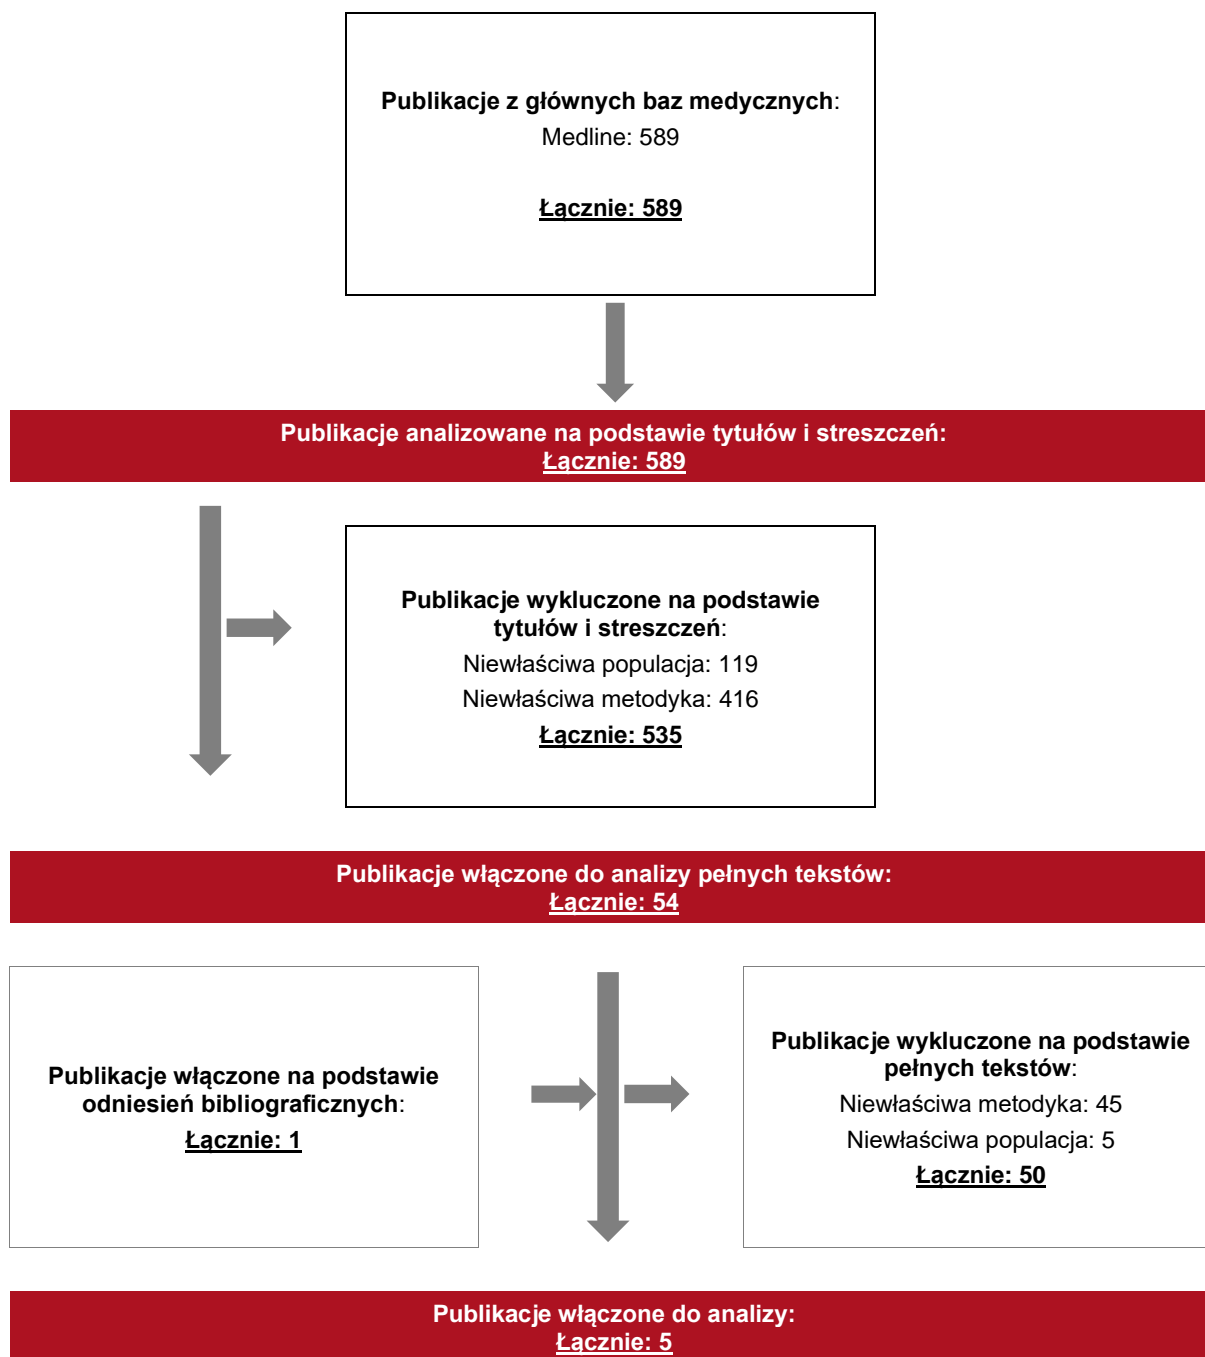 Publikacje z głównych baz medycznych:
Medline: 589
Łącznie: 589
Publikacje analizowane na podstawie tytułów i streszczeń:
Łącznie: 589
Publikacje wykluczone na podstawie
tytułów i streszczeń:
Niewłaściwa populacja: 119
Niewłaściwa metodyka: 416
Łącznie: 535
Publikacje włączone do analizy pełnych tekstów:
Łącznie: 54
Publikacje włączone na podstawie
odniesień bibliograficznych:
Łącznie: 1
Publikacje wykluczone na podstawie
pełnych tekstów:
Niewłaściwa metodyka: 45
Niewłaściwa populacja: 5
Łącznie: 50
Publikacje włączone do analizy:
Łącznie: 5